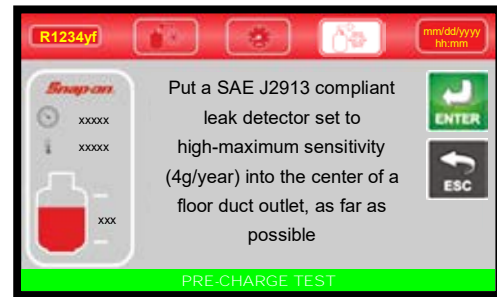 R1234yf
mm/dd/yyyy
hh:mm
Snap-on
xxxxx
xxxxx
xxx
Put a SAE J2913 compliant
leak detector set to
high-maximum sensitivity
(4g/year) into the center of a
floor duct outlet, as far as
possible
ENTER
ESC
PRE-CHARGE TEST